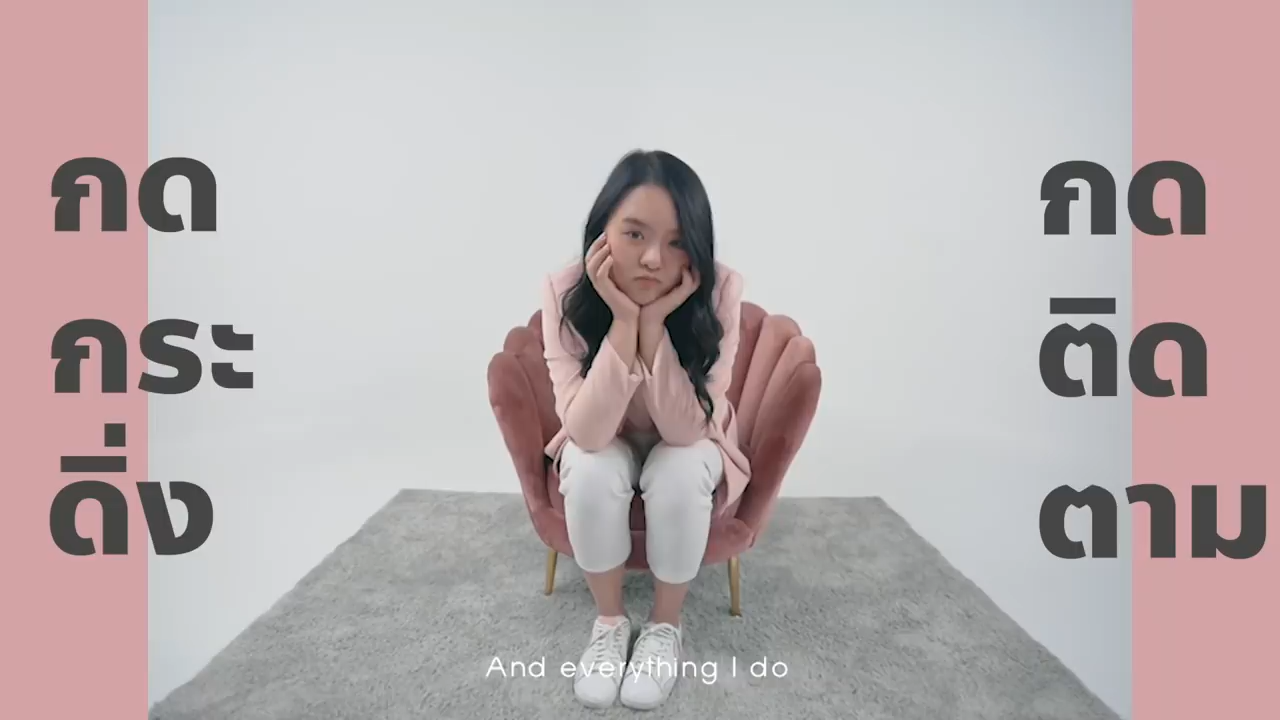 กด
กระ
ดิ่ง
กด
ติด
ตาม
And everything I do